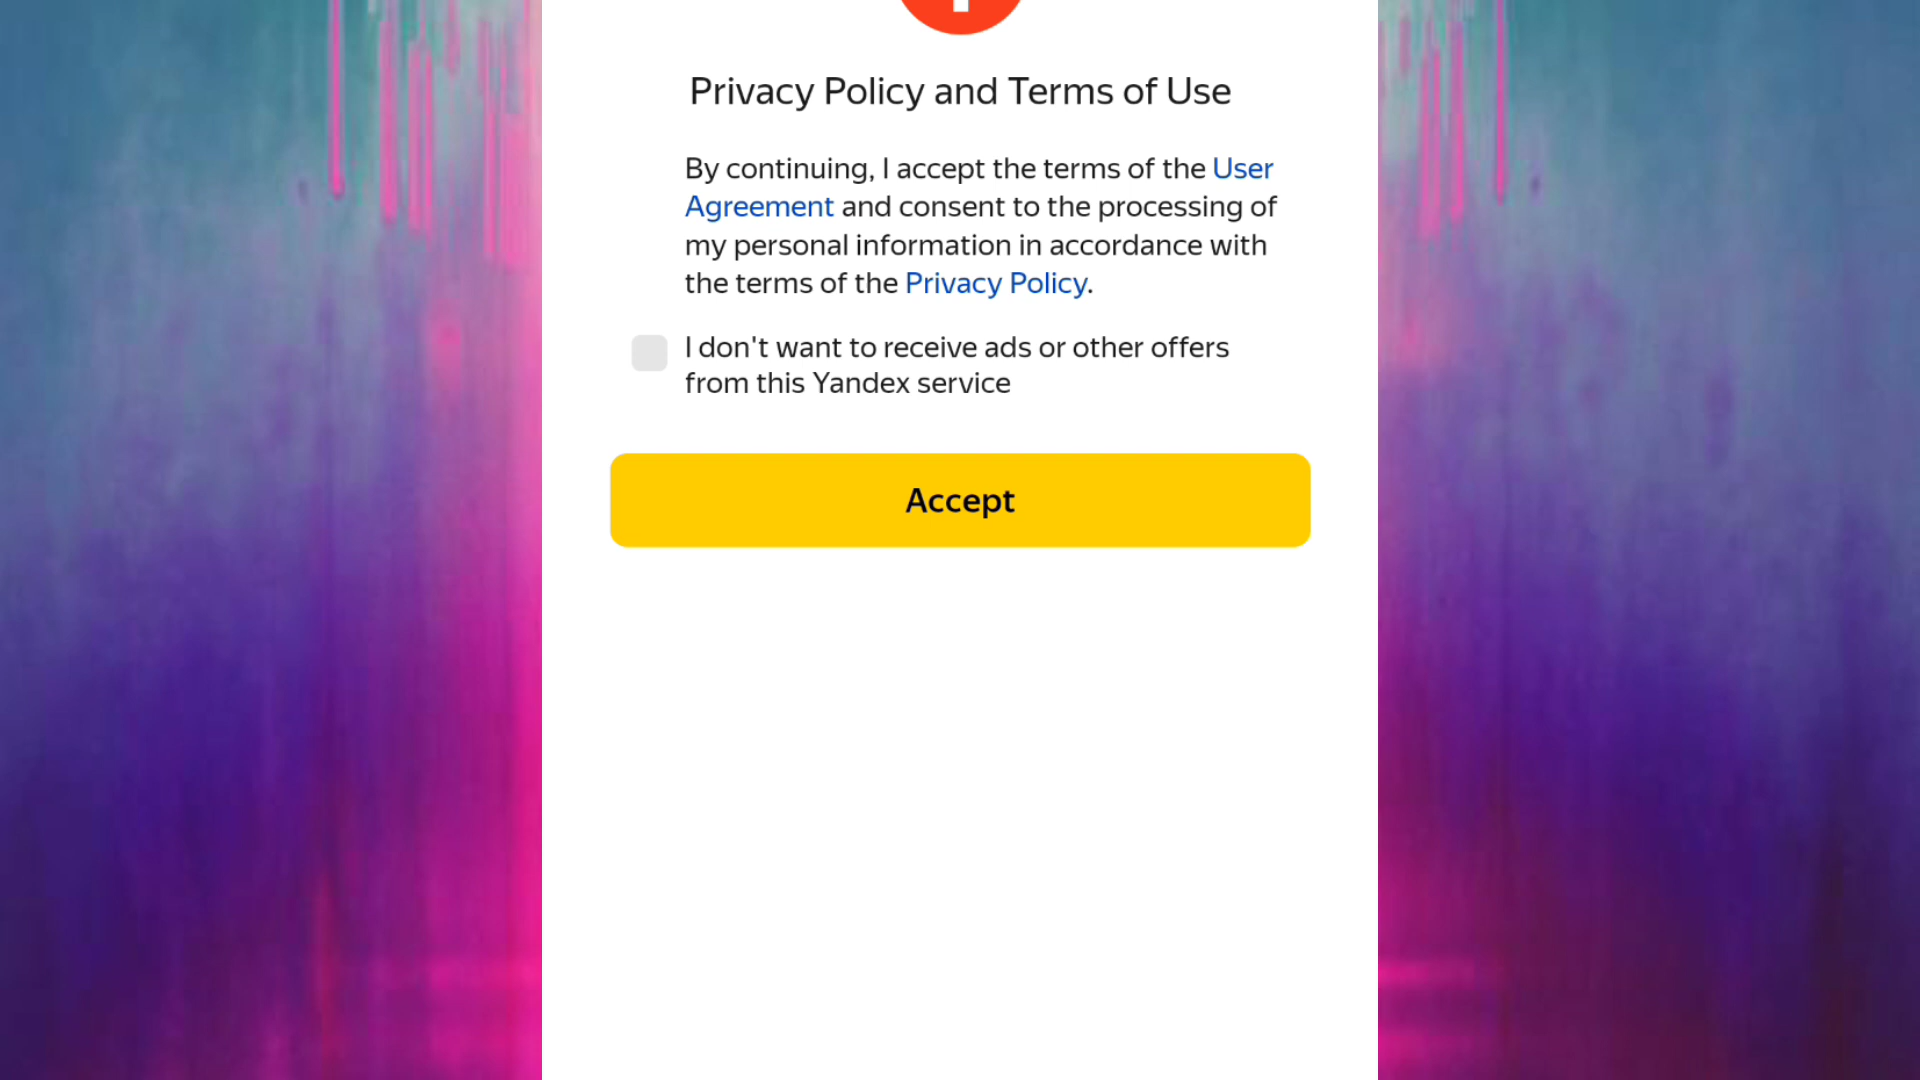 Privacy Policy and Terms of Use
By continuing, I accept the terms of the User
Agreement and consent to the processing of
my personal information in accordance with
the terms of the Privacy Policy.
I don't want to receive ads or other offers
from this Yandex service
Accept